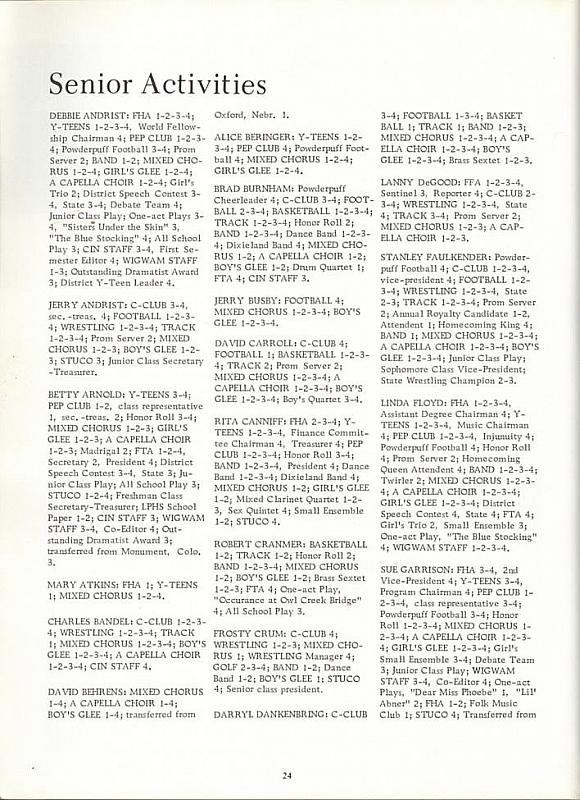 Senior Activities
DEBBIE ANDRIST: FHA 1-2-3-4;
Y-TEENS 1-2-3-4, World Fellow-
ship Chairman 4; PEP CLUB 1-2-3-
4; Powderpuff Football 3-4; Prom
Server 2; BAND 1-2; MIXED CHO-
RUS 1-2-4; GIRL'S GLEE 1-2-4;
A CAPELLA CHOIR 1-2-4; Girl's
Trio 2; District Speech Contest 3-
4, State 3-4; Debate Team 4;
Junior Class Play; One-act Plays 3-
4, "Sisters Under the Skin" 3,
"The Blue Stocking" 4; All School
Play 3; CIN STAFF 3-4, First Se-
mester Editor 4; WIGWAM STAFF
1-3; Outstanding Dramatist Award
3; District Y-Teen Leader 4.
JERRY ANDRIST: C-CLUB 3-4,
sec. -treas. 4; FOOTBALL 1-2-3-
4; WRESTLING 1-2-3-4; TRACK
1-2-3-4; Prom Server 2; MIXED
CHORUS 1-2-3; BOY'S GLEE 1-2-
3; STUCO 3; Junior Class Secretary
-Treasurer.
BETTY ARNOLD: Y-TEENS 3-4;
PEP CLUB 1-2, class representative
1, sec. -treas. 2; Honor Roll 3-4;
MIXED CHORUS 1-2-3; GIRL'S
GLEE 1-2-3; A CAPELLA CHOIR
1-2-3; Madrigal 2; FTA 1-2-4,
Secretary 2, President 4; District
Speech Contest 3-4, State 3; Ju-
nior Class Play; All School Play 3;
STUCO 1-2-4; Freshman Class
Secretary-Treasurer; LPHS School
Paper 1-2; CIN STAFF 3; WIGWAM
STAFF 3-4, Co-Editor 4; Out-
standing Dramatist Award 3;
transferred from Monument, Colo.
3.
MARY ATKINS: FHA 1; Y-TEENS
1; MIXED CHORUS 1-2-4.
CHARLES BANDEL: C-CLUB 1-2-3-
4; WRESTLING 1-2-3-4; TRACK
1; MIXED CHORUS 1-2-3-4; BOY'S
GLEE 1-2-3-4; A CAPELLA CHOIR
1-2-3-4; CIN STAFF 4.
DAVID BEHRENS: MIXED CHORUS
1-4; A CAPELLA CHOIR 1-4;
BOY'S GLEE 1-4; transferred from
Oxford, Nebr. 1.
ALICE BERINGER: Y-TEENS 1-2-
3-4; PEP CLUB 4; Powderpuff Foot-
ball 4; MIXED CHORUS 1-2-4;
GIRL'S GLEE 1-2-4.
BRAD BURNHAM: Powderpuff
Cheerleader 4; C-CLUB 3-4; FOOT-
BALL 2-3-4; BASKETBALL 1-2-3-4;
TRACK 1-2-3-4; Honor Roll 2;
BAND 1-2-3-4; Dance Band 1-2-3-
4; Dixieland Band 4; MIXED CHO-
RUS 1-2; A CAPELLA CHOIR 1-2;
BOY'S GLEE 1-2; Drum Quartet 1;
FTA 4; CIN STAFF 3.
JERRY BUSBY: FOOTBALL 4;
MIXED CHORUS 1-2-3-4; BOY'S
GLEE 1-2-3-4.
DAVID CARROLL: C-CLUB 4;
FOOTBALL 1; BASKETBALL 1-2-3-
4; TRACK 2; Prom Server 2;
MIXED CHORUS 1-2-3-4; A
CAPELLA CHOIR 1-2-3-4; BOY'S
GLEE 1-2-3-4; Boy's Quartet 3-4.
RITA CANNIFF: FHA 2-3-4; Y-
TEENS 1-2-3-4, Finance Commit-
tee Chairman 4, Treasurer 4; PEP
CLUB 1-2-3-4; Honor Roll 3-4;
BAND 1-2-3-4, President 4; Dance
Band 1-2-3-4; Dixieland Band 4;
MIXED CHORUS 1-2; GIRL'S GLEE
1-2; Mixed Clarinet Quartet 1-2-
3, Sex Quintet 4; Small Ensemble
1-2; STUCO 4.
ROBERT CRANMER: BASKETBALL
1-2; TRACK 1-2; Honor Roll 2;
BAND 1-2-3-4; MIXED CHORUS
1-2; BOY'S GLEE 1-2; Brass Sextet
1-2-3; FTA 4; One-act Play,
"Occurance at Owl Creek Bridge"
4; All School Play 3.
FROSTY CRUM: C-CLUB 4;
WRESTLING 1-2-3; MIXED CHO-
RUS 1; WRESTLING Manager 4;
GOLF 2-3-4; BAND 1-2; Dance
Band 1-2; BOY'S GLEE 1; STUCO
4; Senior class president.
DARRYL DANKENBRING: C-CLUB
3-4; FOOTBALL 1-3-4; BASKET
BALL 1; TRACK 1; BAND 1-2-3;
MIXED CHORUS 1-2-3-4; A CAP-
ELLA CHOIR 1-2-3-4; BOY'S
GLEE 1-2-3-4; Brass Sextet 1-2-3.
LANNY DeGOOD: FFA 1-2-3-4,
Sentinel 3, Reporter 4; C-CLUB 2-
3-4; WRESTLING 1-2-3-4, State
4; TRACK 3-4; Prom Server 2;
MIXED CHORUS 1-2-3; A CAP-
ELLA CHOIR 1-2-3.
STANLEY FAULKENDER: Powder-
puff Football 4; C-CLUB 1-2-3-4,
vice-president 4; FOOTBALL 1-2-
3-4; WRESTLING 1-2-3-4, State
2-3; TRACK 1-2-3-4; Prom Server
2; Annual Royalty Candidate 1-2,
Attendent 1; Homecoming King 4;
BAND 1; MIXED CHORUS 1-2-3-4;
A CAPELLA CHOIR 1-2-3-4; BOY'S
GLEE 1-2-3-4; Junior Class Play;
Sophomore Class Vice-President;
State Wrestling Champion 2-3.
LINDA FLOYD: FHA 1-2-3-4,
Assistant Degree Chairman 4; Y-
TEENS 1-2-3-4, Music Chairman
4; PEP CLUB 1-2-3-4, Injunuity 4;
Powderpuff Football 4; Honor Roll
4; Prom Server 2; Homecoming
Queen Attendent 4; BAND 1-2-3-4;
Twirler 2; MIXED CHORUS 1-2-3-
4; A CAPELLA CHOIR 1-2-3-4;
GIRL'S GLEE 1-2-3-4; District
Speech Contest 4, State 4; FTA 4;
Girl's Trio 2, Small Ensemble 3;
One-act Play, "The Blue Stocking"
4; WIGWAM STAFF 1-2-3-4.
SUE GARRISON: FHA 3-4, 2nd
Vice-President 4; Y-TEENS 3-4,
Program Chairman 4; PEP CLUB 1-
2-3-4, class representative 3-4;
Powderpuff Football 3-4; Honor
Roll 1-2-3-4; MIXED CHORUS 1-
2-3-4; A CAPELLA CHOIR 1-2-3-
4; GIRL'S GLEE 1-2-3-4; Girl's
Small Ensemble 3-4; Debate Team
3; Junior Class Play; WIGWAM
STAFF 3-4, Co-Editor 4; One-act
Plays, "Dear Miss Phoebe" 1, "Lil'
Abner" 2; FHA 1-2; Folk Music
Club 1; STUCO 4; Transferred from
24